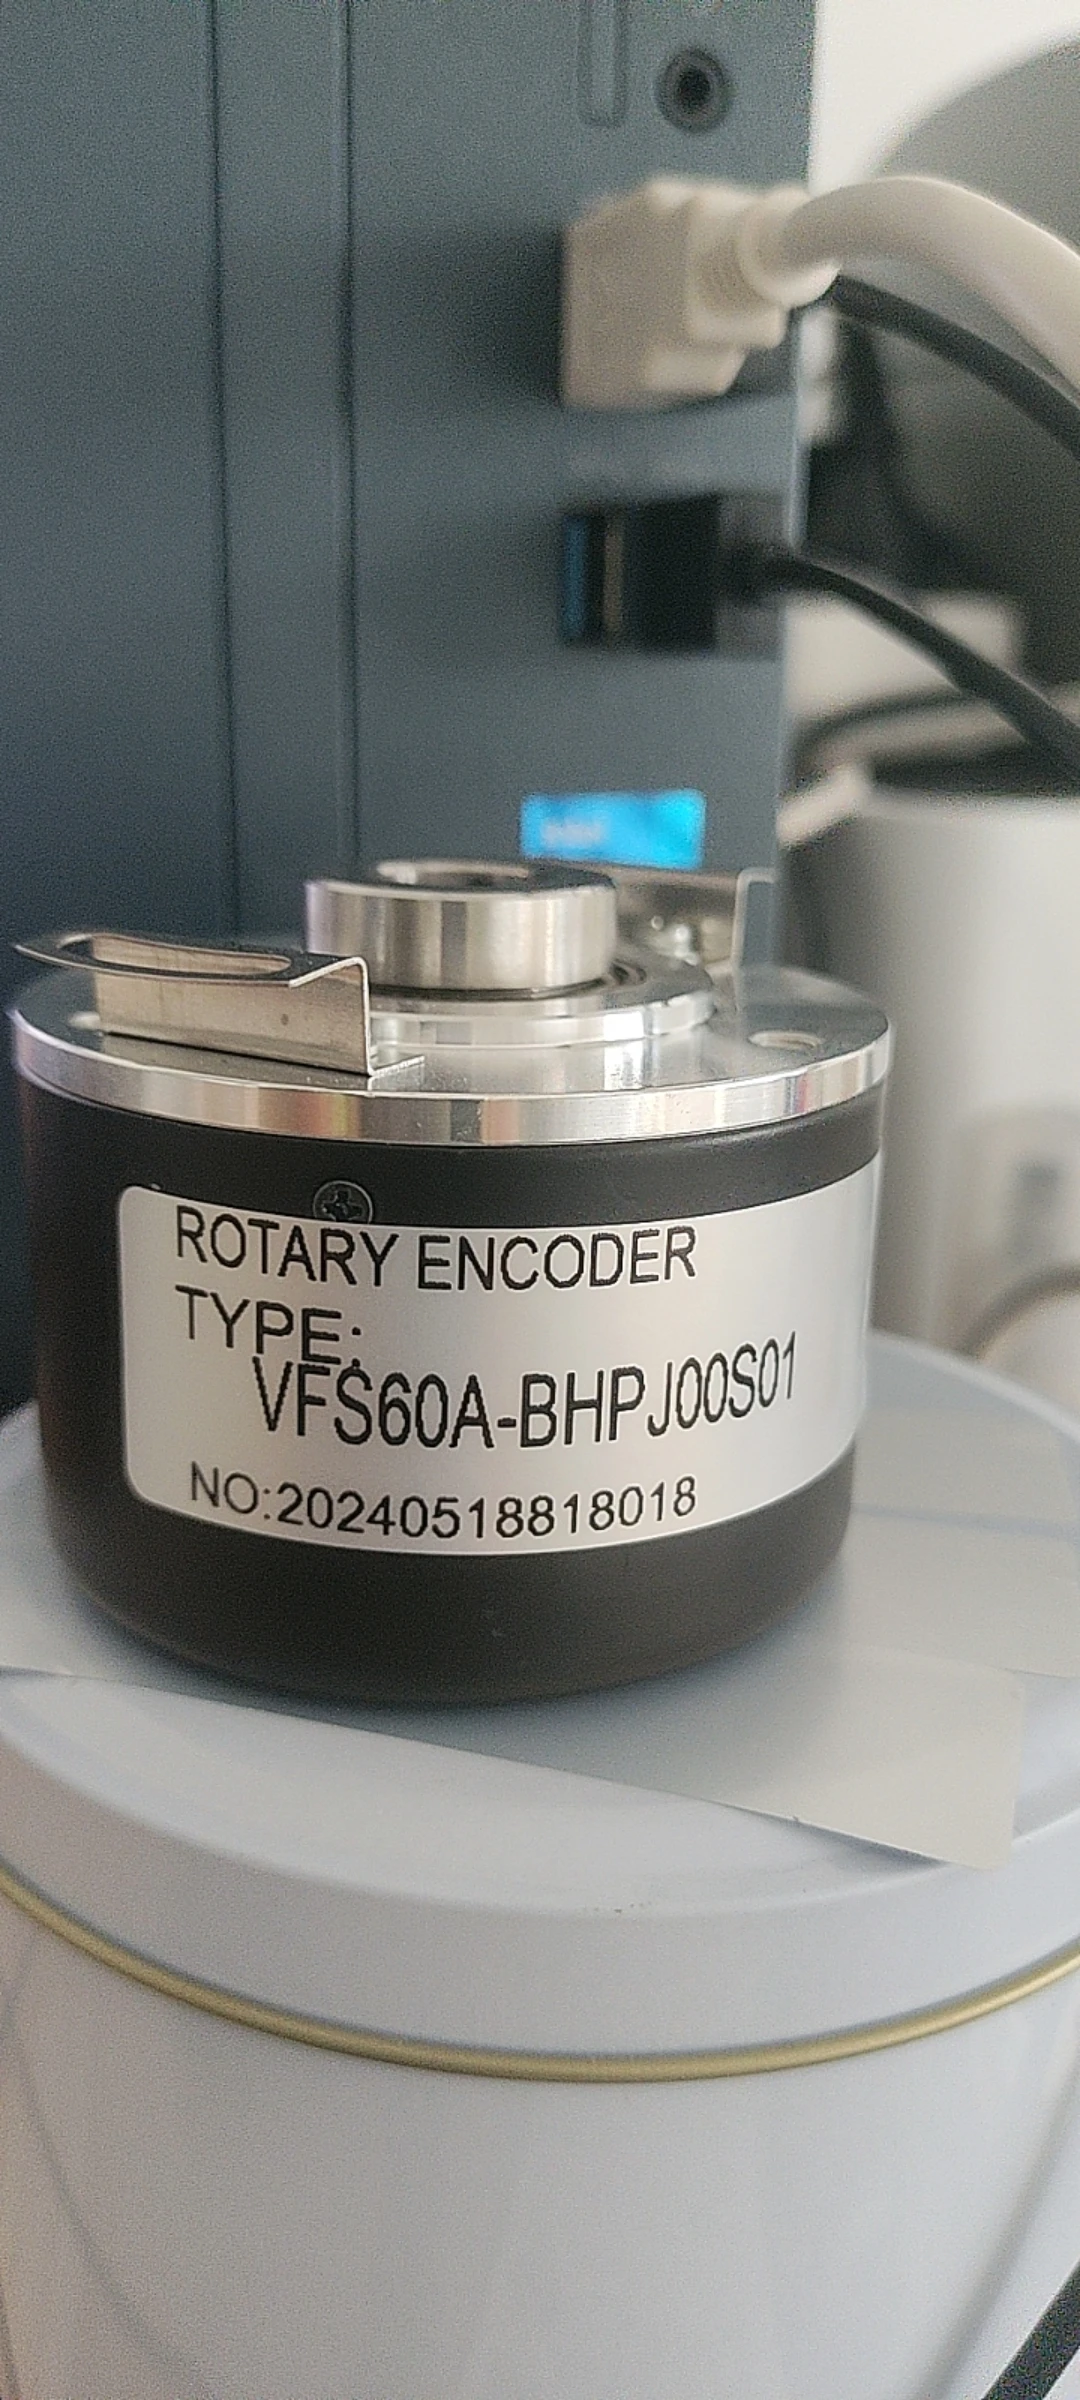 ROTARY ENCODER
TYPE:
VFS60A-BHPJ00S01
NO:20240518818018